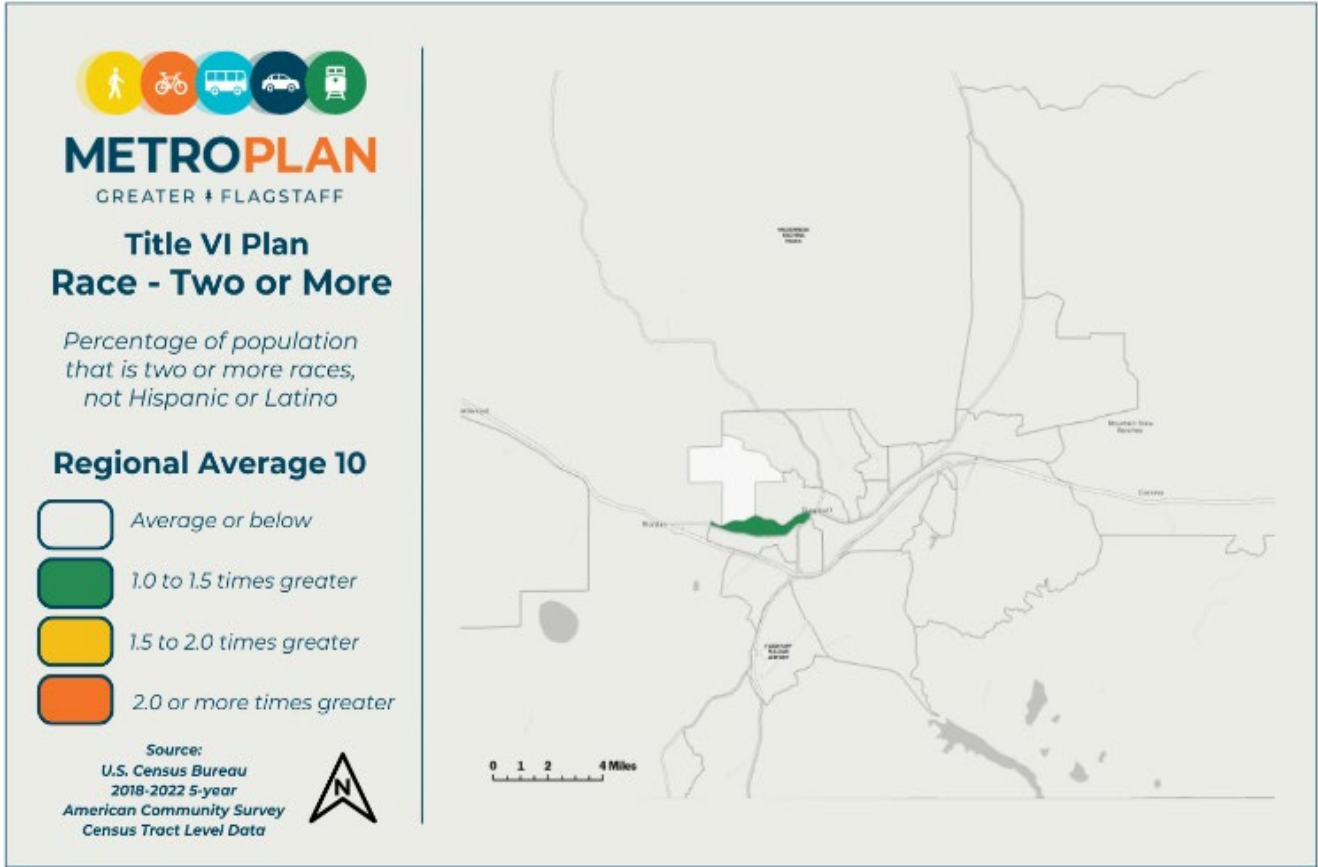 METROPLAN
GREATER FLAGSTAFF
Title VI Plan
Race - Two or More
Percentage of population
that is two or more races,
not Hispanic or Latino
Regional Average 10
Average or below
1.0 to 1.5 times greater
1.5 to 2.0 times greater
2.0 or more times greater
Source:
U.S. Census Bureau
2018-2022 5-year
American Community Survey
Census Tract Level Data
N
Mountain View
Ranches
Flagstaff
0 1 2 4 Miles